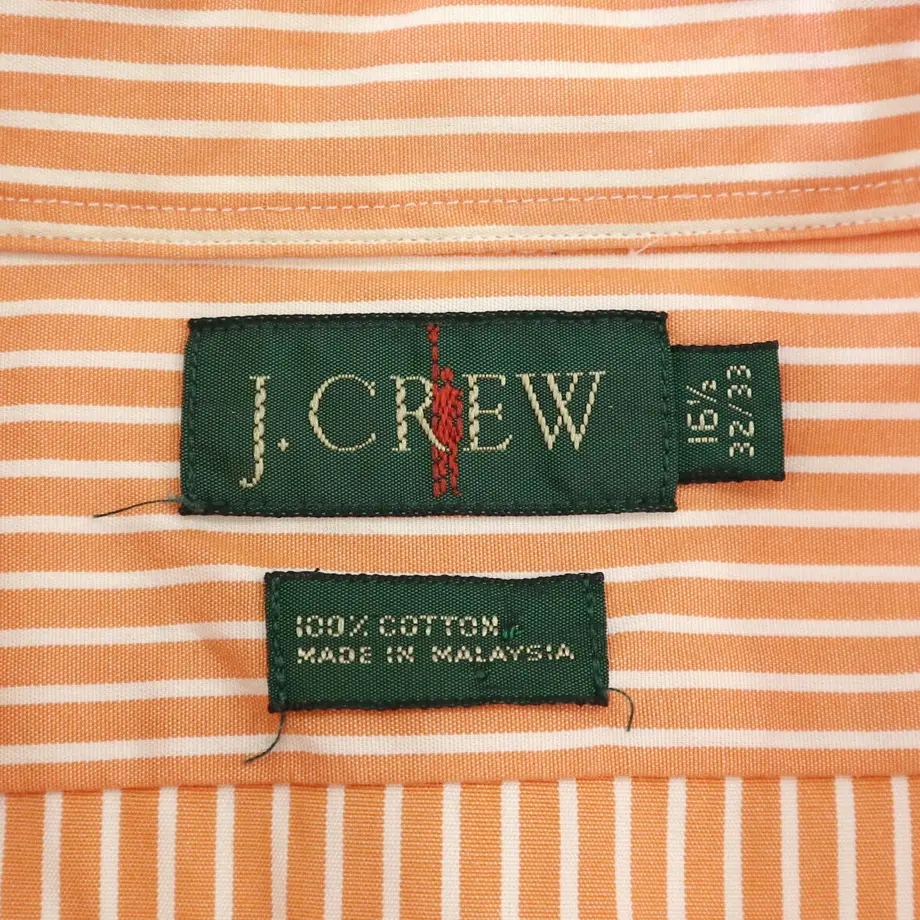 J.CREW
16½
32/33
100% COTTON
MADE IN MALAYSIA